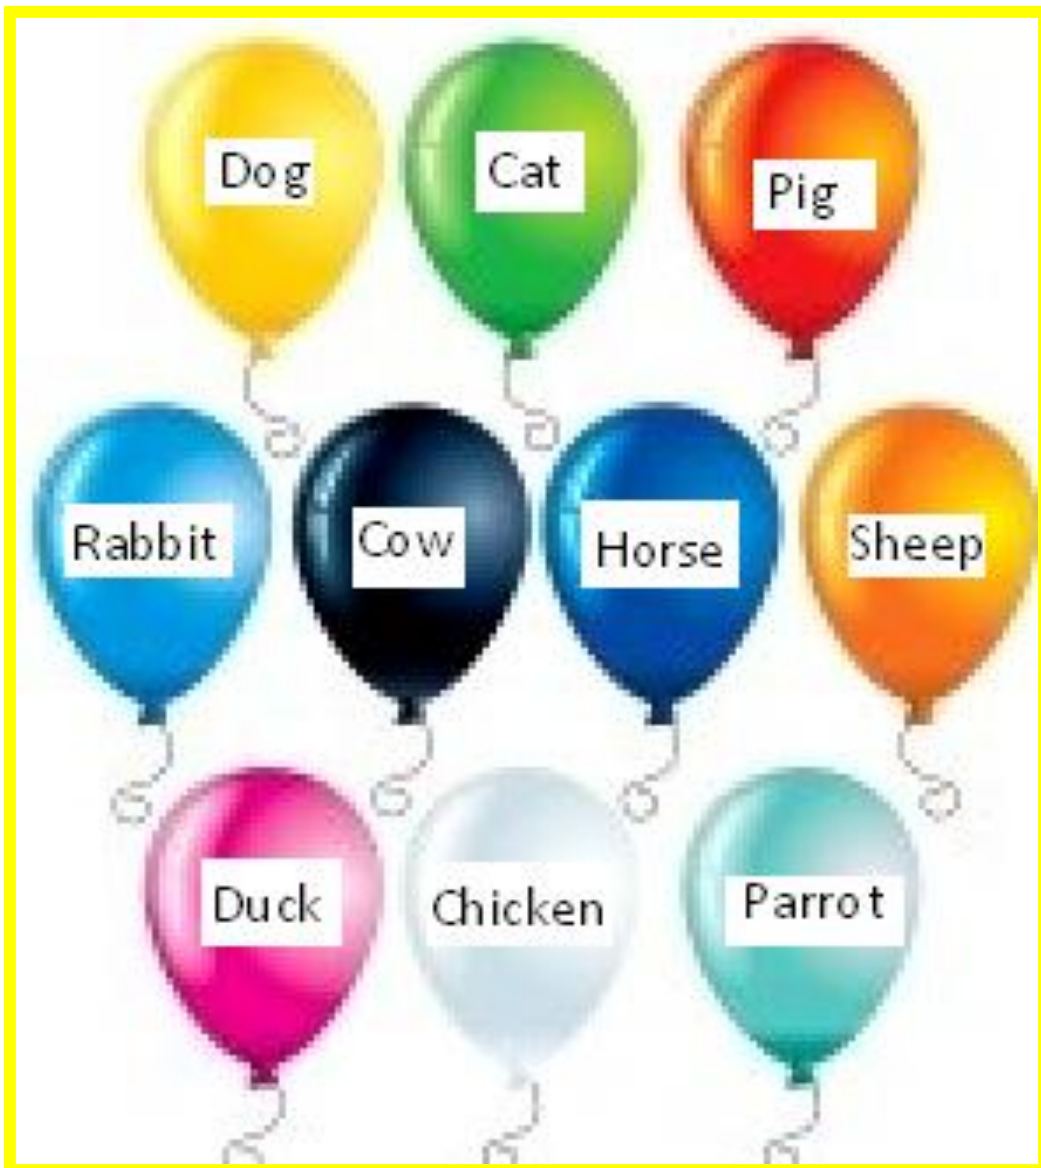 Dog
Cat
Pig
Rabbit
Cow
Horse
Sheep
Duck
Chicken
Parrot